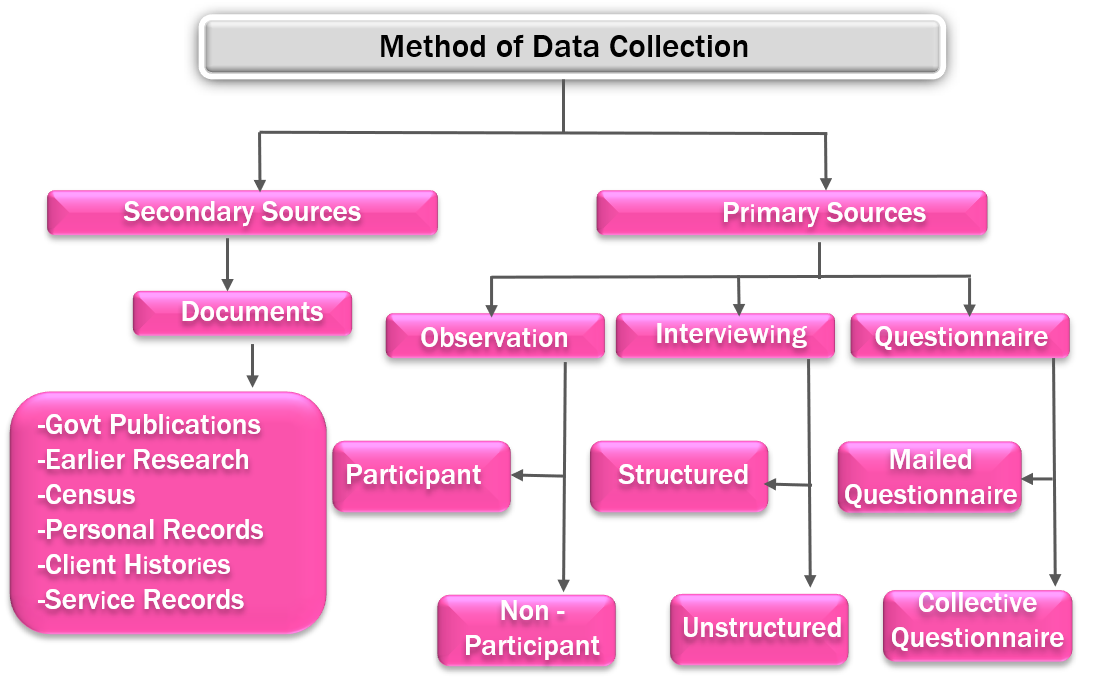 Method of Data Collection
Secondary Sources
Primary Sources
Documents
Observation
Interviewing
Questionnaire
-Govt Publications
-Earlier Research
-Census
-Personal Records
-Client Histories
-Service Records
Participant
Structured
Mailed
Questionnaire
Non -
Participant
Unstructured
Collective
Questionnaire